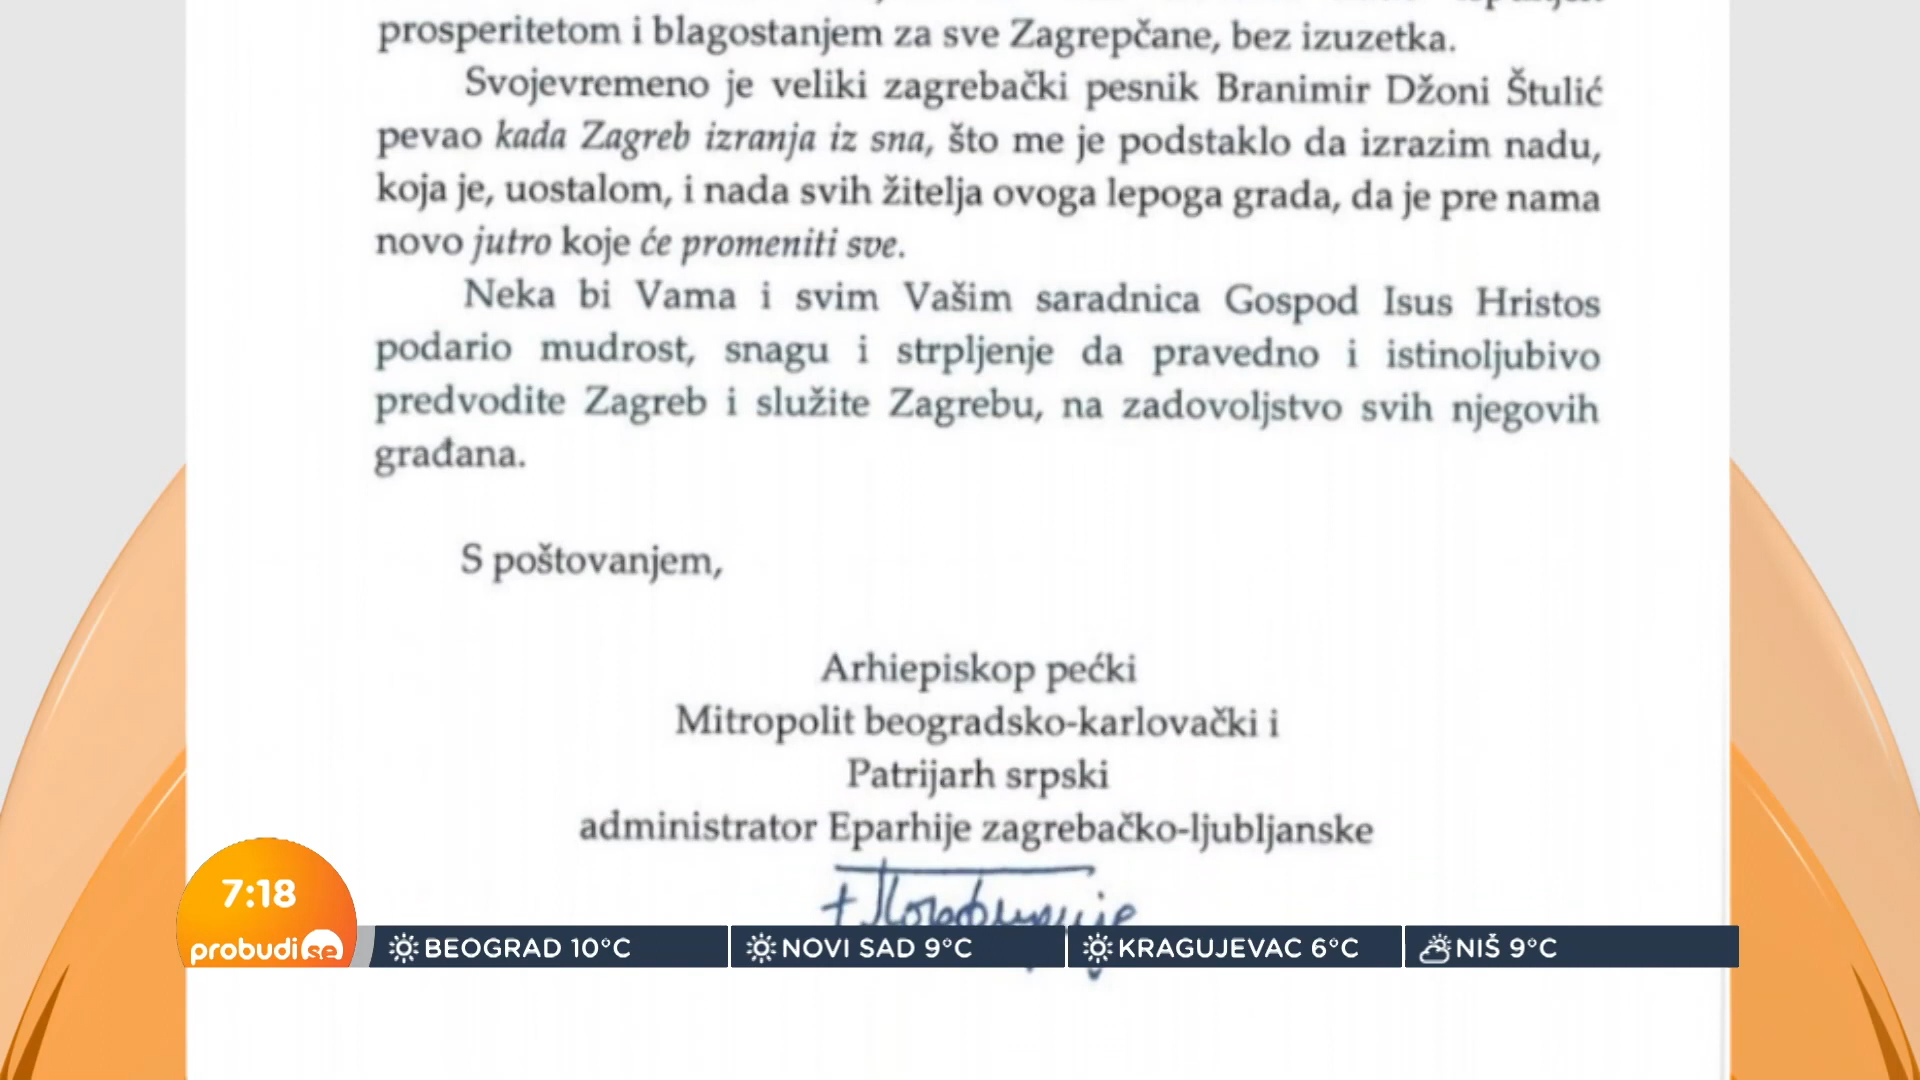 prosperitetom i blagostanjem za sve Zagrepčane, bez izuzetka.
Svojevremeno je veliki zagrebački pesnik Branimir Džoni Štulić
pevao kada Zagreb izranja iz sna, što me je podstaklo da izrazim nadu,
koja je, uostalom, i nada svih žitelja ovoga lepoga grada, da je pre nama
novo jutro koje će promeniti sve.
Neka bi Vama i svim Vašim saradnica Gospod Isus Hristos
podario mudrost, snagu i strpljenje da pravedno i istinoljubivo
predvodite Zagreb i služite Zagrebu, na zadovoljstvo svih njegovih
građana.
S poštovanjem,
Arhiepiskop pećki
Mitropolit beogradsko-karlovački i
Patrijarh srpski
administrator Eparhije zagrebačko-ljubljanske
7:18
probudi se
BEOGRAD 10°C
NOVI SAD 9°C
KRAGUJEVAC 6°C
NIŠ 9°C